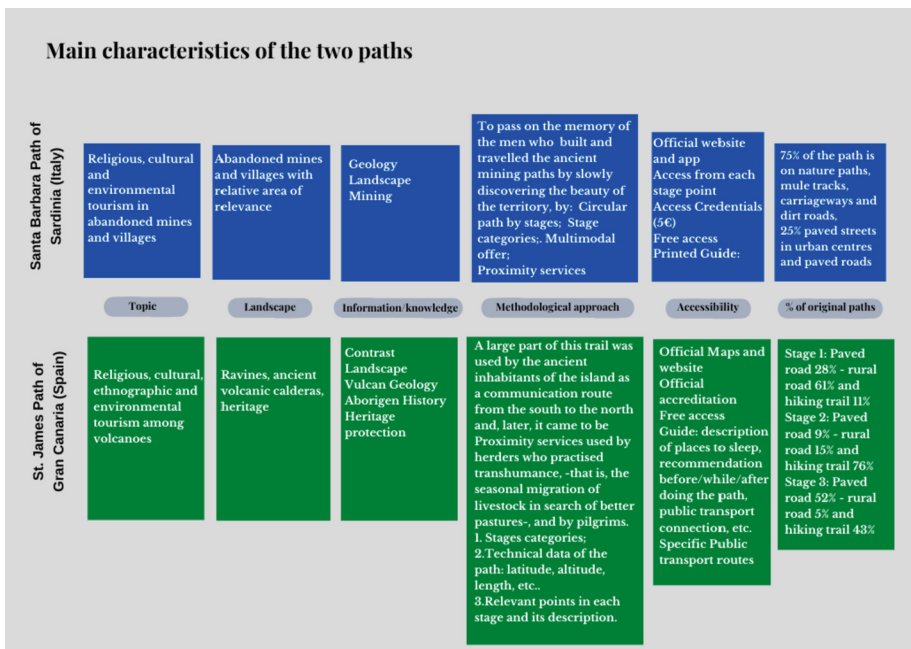 Main characteristics of the two paths
Santa Barbara Path of
Sardinia (Italy)
Religious, cultural
and
environmental
tourism in
abandoned mines
and villages
Abandoned mines
and villages with
relative area of
relevance
Geology
Landscape
Mining
To pass on the memory of
the men who built and
travelled the ancient
mining paths by slowly
discovering the beauty of
the territory, by: Circular
path by stages; Stage
categories;. Multimodal
offer;
Proximity services
Official website
and app
Access from each
stage point
Access Credentials
(5€)
Free access
Printed Guide:
75% of the path is
on nature paths,
mule tracks,
carriageways and
dirt roads,
25% paved streets
in urban centres
and paved roads
Topic
Landscape
Information/knowledge
Methodological approach
Accessibility
% of original paths
St. James Path of
Gran Canaria (Spain)
Religious, cultural,
ethnographic and
environmental
tourism among
volcanoes
Ravines, ancient
volcanic calderas,
heritage
Contrast
Landscape
Vulcan Geology
Aborigen History
Heritage
protection
A large part of this trail was
used by the ancient
inhabitants of the island as
a communication route
from the south to the north
and, later, it came to be
Proximity services used by
herders who practised
transhumance, -that is, the
seasonal migration of
livestock in search of better
pastures-, and by pilgrims.
1. Stages categories;
2.Technical data of the
path: latitude, altitude,
length, etc..
3.Relevant points in each
stage and its description.
Official Maps and
website
Official
accreditation
Free access
Guide: description
of places to sleep,
recommendation
before/while/after
doing the path,
public transport
connection, etc.
Specific Public
transport routes
Stage 1: Paved
road 28% - rural
road 61% and
hiking trail 11%
Stage 2: Paved
road 9% - rural
road 15% and
hiking trail 76%
Stage 3: Paved
road 52% - rural
road 5% and
hiking trail 43%